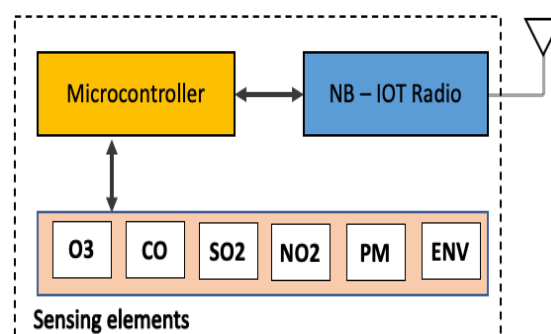 Microcontroller
NB – IOT Radio
O3 CO SO2 NO2 PM ENV
Sensing elements